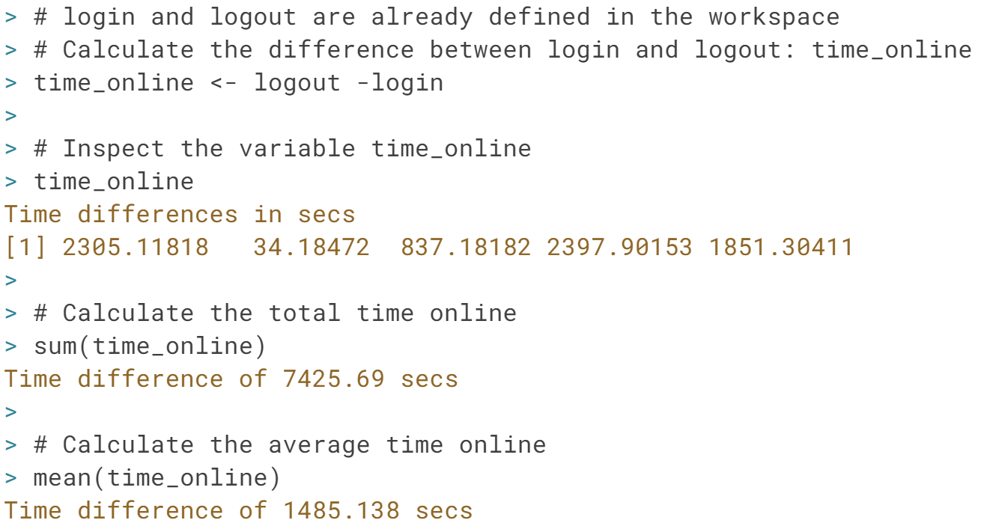 > # login and logout are already defined in the workspace
> # Calculate the difference between login and logout: time_online
> time_online <- logout -login
>
> # Inspect the variable time_online
> time_online
Time differences in secs
[1] 2305.11818   34.18472  837.18182 2397.90153 1851.30411
>
> # Calculate the total time online
> sum(time_online)
Time difference of 7425.69 secs
>
> # Calculate the average time online
> mean(time_online)
Time difference of 1485.138 secs